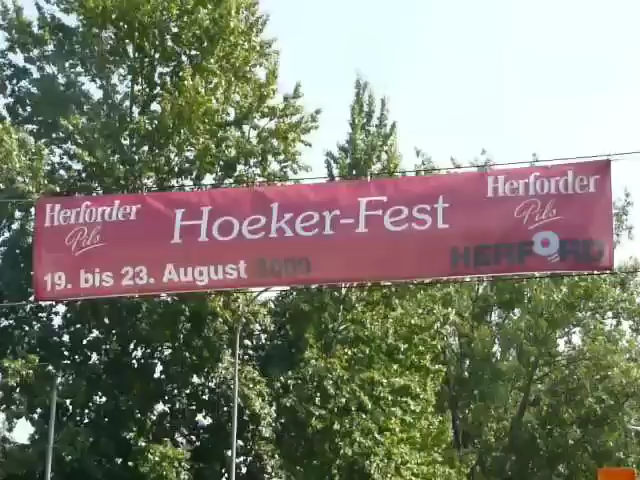 Herforder
Pils
Hoeker-Fest
Herforder
Pils
19. bis 23. August
HERFORD